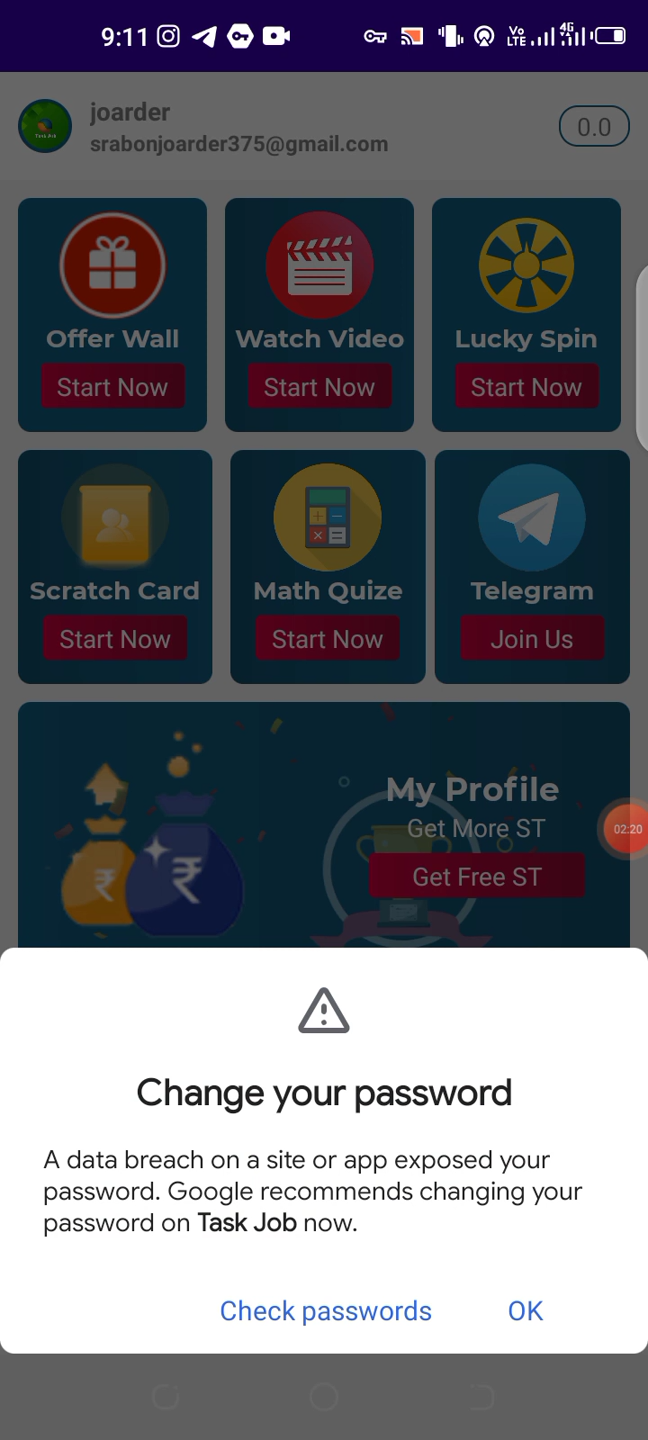 9:11
Vo LTE 4G
joarder
srabonjoarder375@gmail.com
0.0
Offer Wall
Watch Video
Lucky Spin
Start Now
Start Now
Start Now
Scratch Card
Math Quize
Telegram
Start Now
Start Now
Join Us
My Profile
Get More ST
Get Free ST
02:20
Change your password
A data breach on a site or app exposed your
password. Google recommends changing your
password on Task Job now.
Check passwords
OK